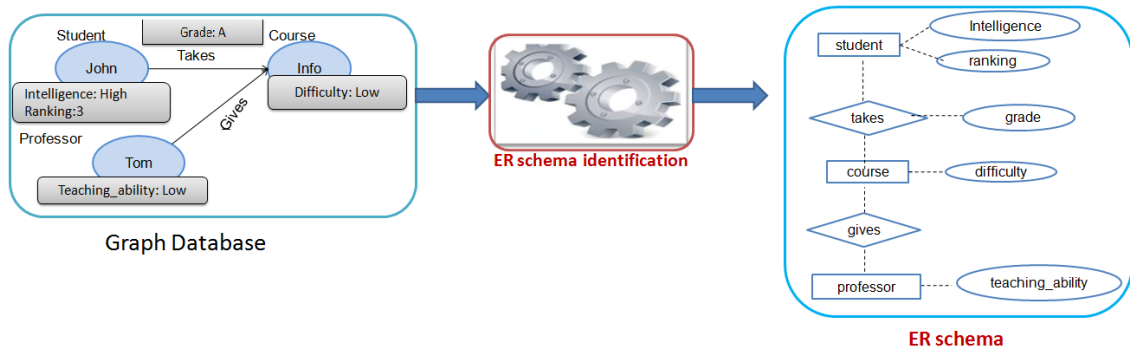 Student
Grade: A
Course
Takes
John
Info
Intelligence: High
Ranking:3
Difficulty: Low
Gives
Professor
Tom
Teaching_ability: Low
Graph Database
ER schema identification
student
Intelligence
ranking
takes
grade
course
difficulty
gives
professor
teaching_ability
ER schema